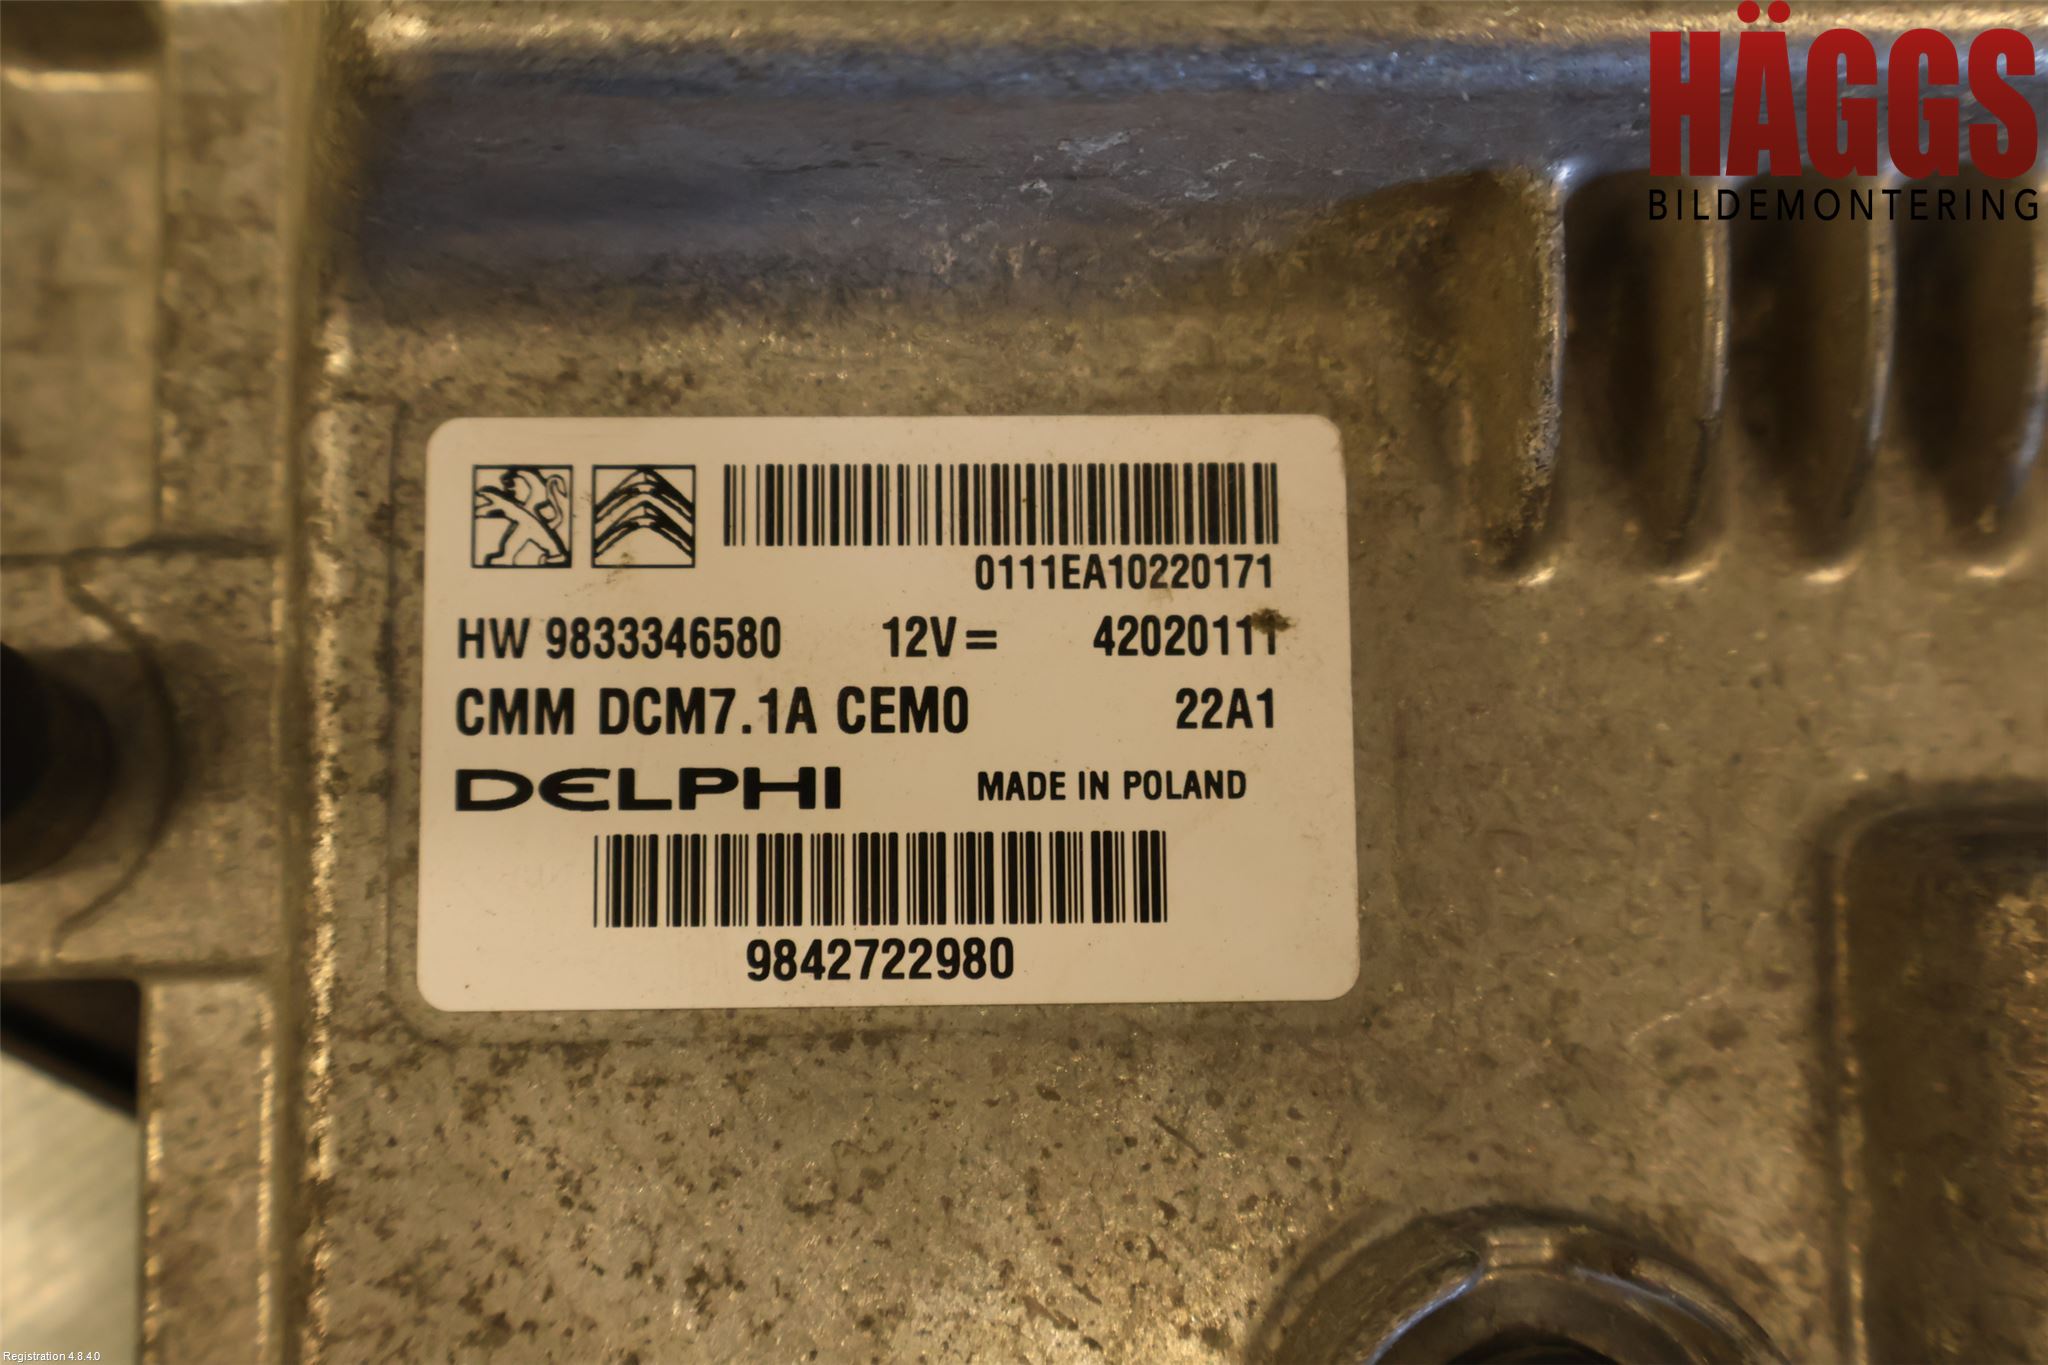 HÄGGS
BILDEMONTERING
0111EA10220171
HW 9833346580 12V= 42020111
CMM DCM7.1A CEM0 22A1
DELPHI MADE IN POLAND
9842722980
Registration 4.8.4.0